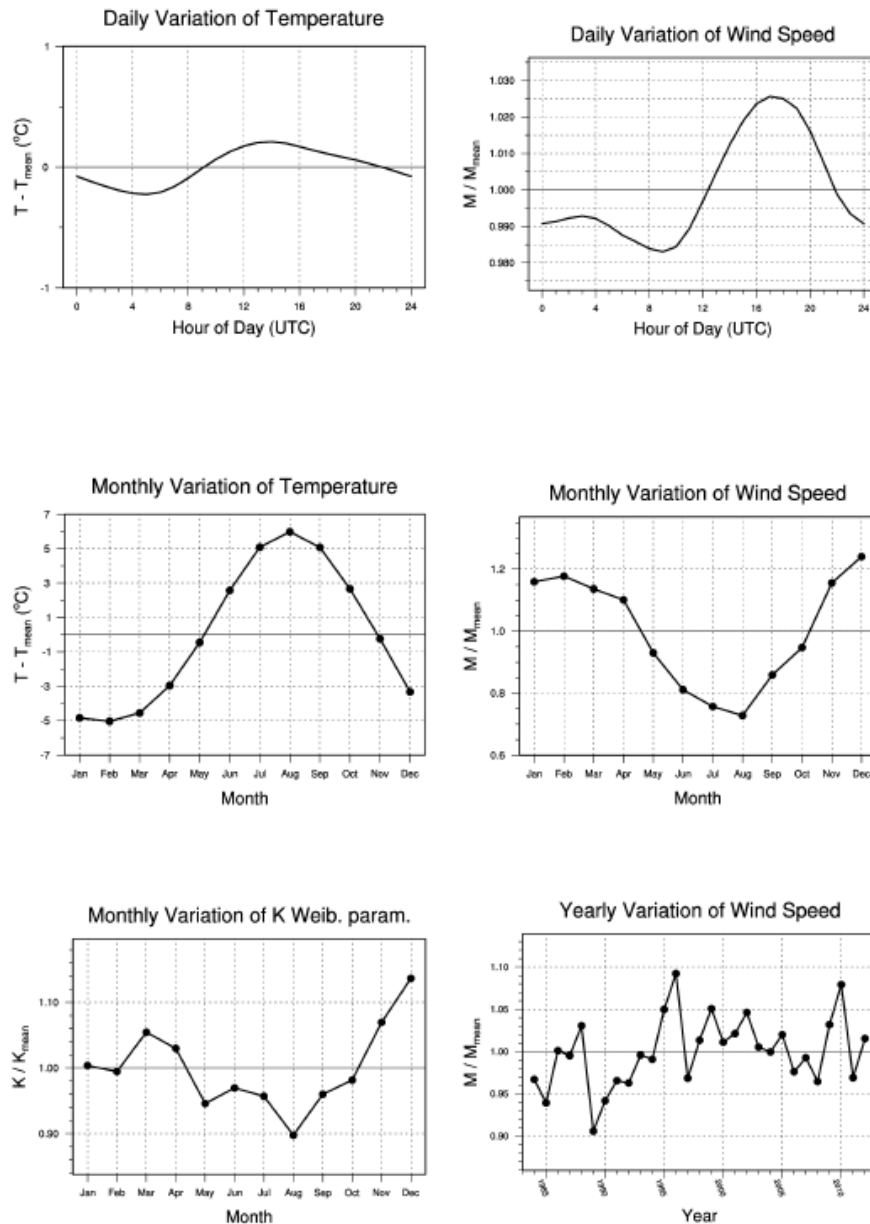 Daily Variation of Temperature
1
0
-1
T - Tmean (°C)
0 4 8 12 16 20 24
Hour of Day (UTC)
Daily Variation of Wind Speed
1.030
1.020
1.010
1.000
0.990
0.980
M / Mmean
0 4 8 12 16 20 24
Hour of Day (UTC)
Monthly Variation of Temperature
7
5
3
1
-1
-3
-5
-7
T - Tmean (°C)
Jan Feb Mar Apr May Jun Jul Aug Sep Oct Nov Dec
Month
Monthly Variation of Wind Speed
1.2
1.0
0.8
0.6
M / Mmean
Jan Feb Mar Apr May Jun Jul Aug Sep Oct Nov Dec
Month
Monthly Variation of K Weib. param.
1.10
1.00
0.90
K / Kmean
Jan Feb Mar Apr May Jun Jul Aug Sep Oct Nov Dec
Month
Yearly Variation of Wind Speed
1.10
1.05
1.00
0.95
0.90
M / Mmean
1985 1990 1995 2000 2005 2010
Year